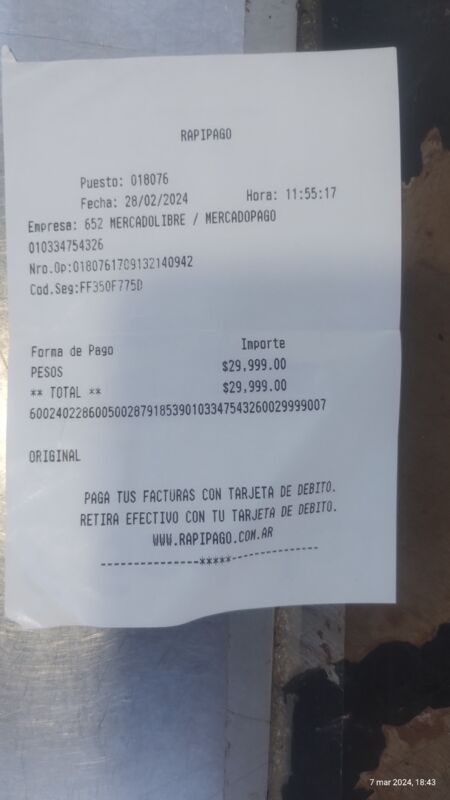 RAPIPAGO
Puesto: 018076
Fecha: 28/02/2024 Hora: 11:55:17
Empresa: 652 MERCADOLIBRE / MERCADOPAGO
010334754326
Nro.Op:0180761709132140942
Cod.Seg:FF350F775D
Forma de Pago Importe
PESOS $29,999.00
** TOTAL ** $29,999.00
6002402286005002879185390103347543260029999007
ORIGINAL
PAGA TUS FACTURAS CON TARJETA DE DEBITO.
RETIRA EFECTIVO CON TU TARJETA DE DEBITO.
WWW.RAPIPAGO.COM.AR
-----------------*****---------------
7 mar 2024, 18:43